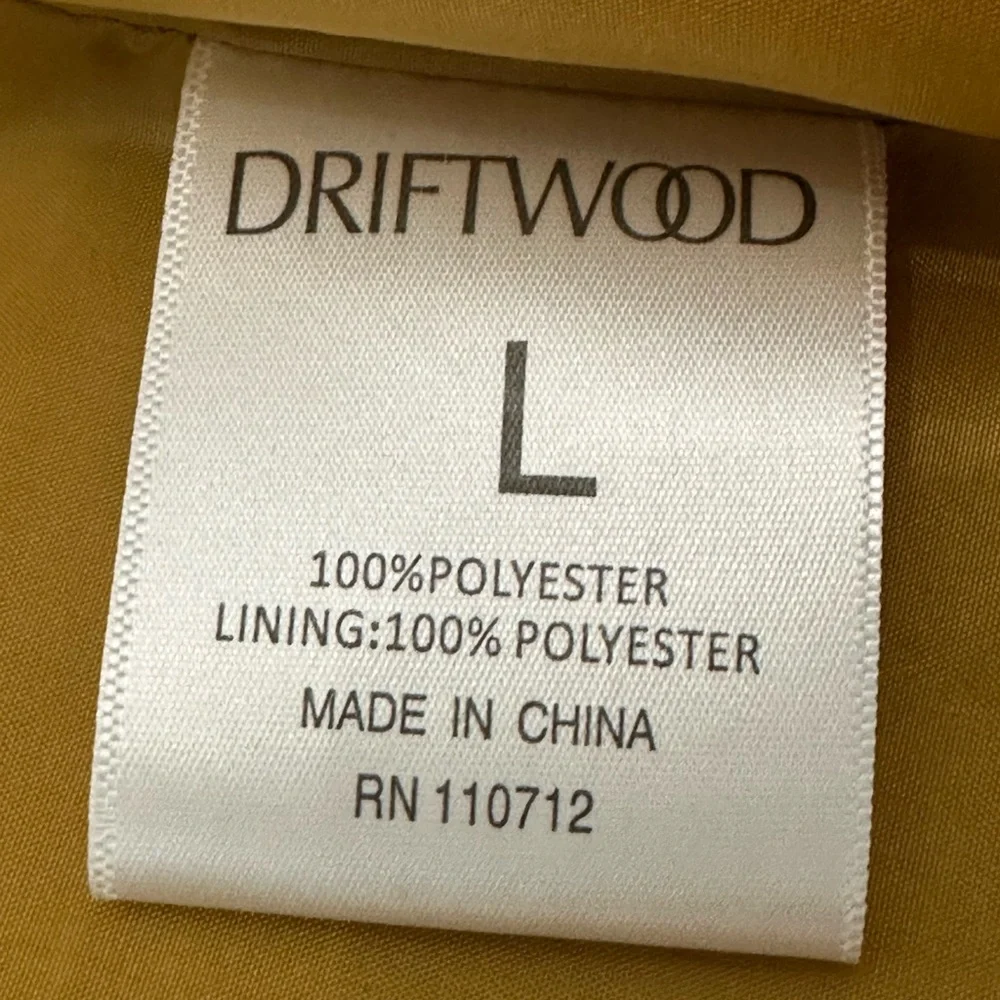 DRIFTWOOD
L
100%POLYESTER
LINING:100% POLYESTER
MADE IN CHINA
RN 110712